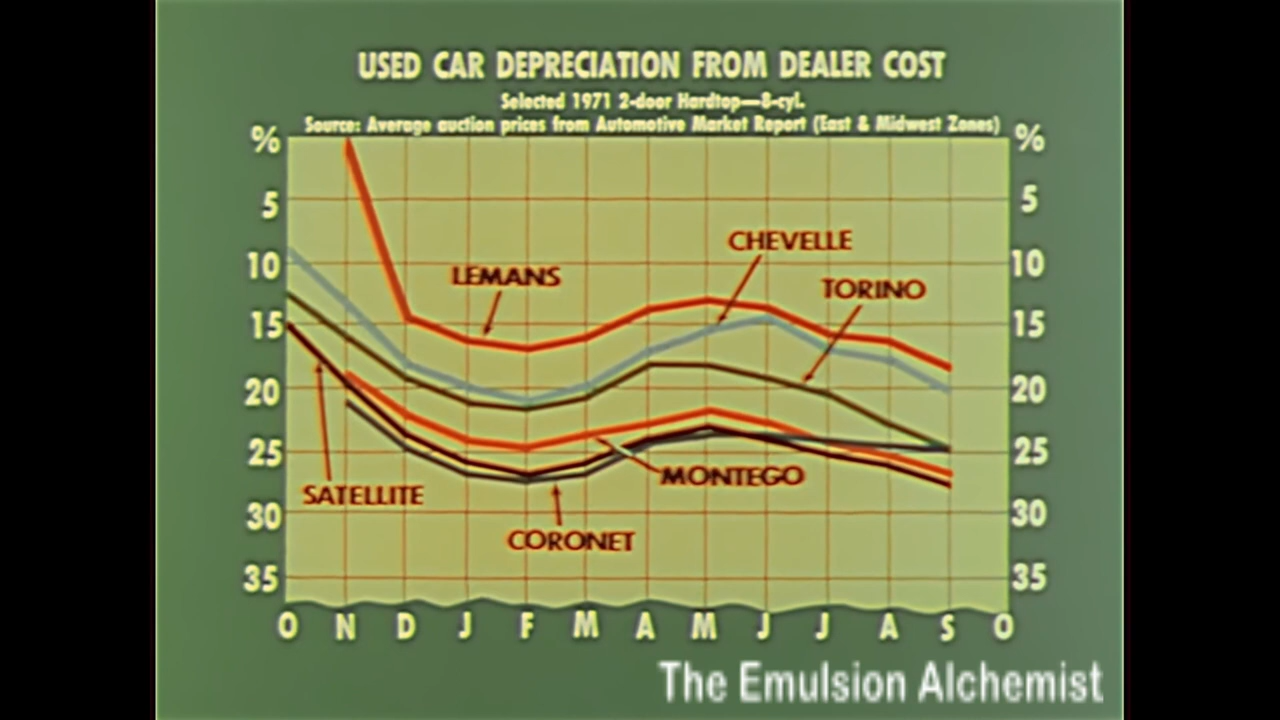 USED CAR DEPRECIATION FROM DEALER COST
Selected 1971 2-door Hardtop—8-cyl.
Source: Average auction prices from Automotive Market Report (East & Midwest Zones)
% %
5 5
CHEVELLE
10 10
LEMANS
TORINO
15 15
20 20
25 25
MONTEGO
SATELLITE
30 30
CORONET
35 35
O N D J F M A M J J A S O
The Emulsion Alchemist